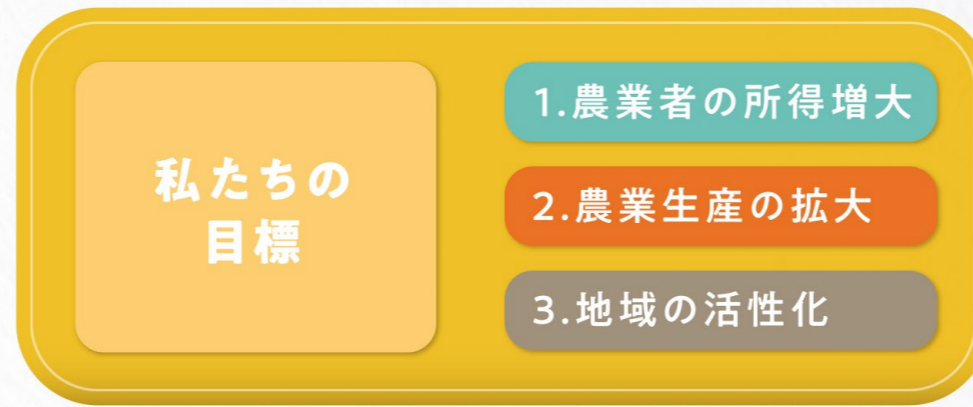 私たちの
目標
1.農業者の所得増大
2.農業生産の拡大
3.地域の活性化